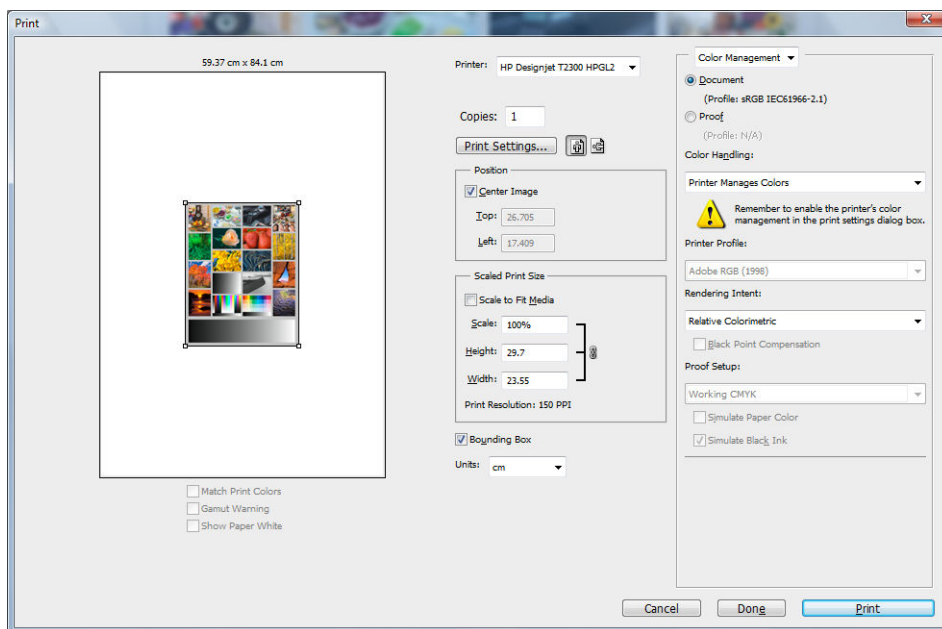 Print
59.37 cm x 84.1 cm
Match Print Colors
Gamut Warning
Show Paper White
Printer: HP Designjet T2300 HPGL2
Copies: 1
Print Settings...
Position
Center Image
Top: 26.705
Left: 17.409
Scaled Print Size
Scale to Fit Media
Scale: 100%
Height: 29.7
Width: 23.55
Print Resolution: 150 PPI
Bounding Box
Units: cm
Color Management
Document
(Profile: sRGB IEC61966-2.1)
Proof
(Profile: N/A)
Color Handling:
Printer Manages Colors
Remember to enable the printer's color
management in the print settings dialog box.
Printer Profile:
Adobe RGB (1998)
Rendering Intent:
Relative Colorimetric
Black Point Compensation
Proof Setup:
Working CMYK
Simulate Paper Color
Simulate Black Ink
Cancel Done Print